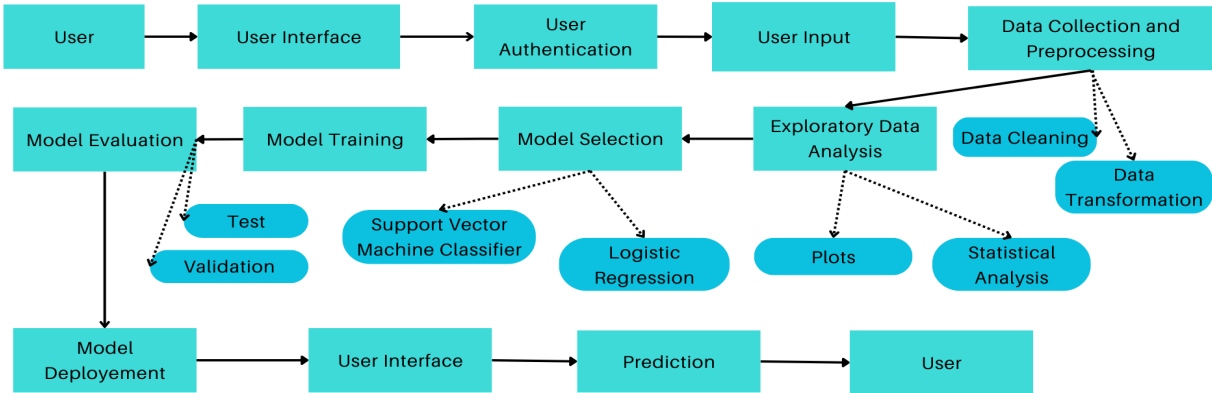 User
User Interface
User
Authentication
User Input
Data Collection and
Preprocessing
Model Evaluation
Model Training
Model Selection
Exploratory Data
Analysis
Data Cleaning
Data
Transformation
Test
Validation
Support Vector
Machine Classifier
Logistic
Regression
Plots
Statistical
Analysis
Model
Deployement
User Interface
Prediction
User